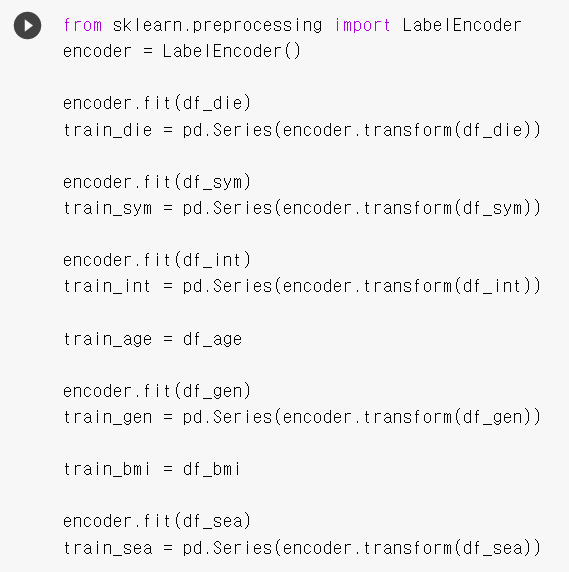 from sklearn.preprocessing import LabelEncoder
encoder = LabelEncoder()
encoder.fit(df_die)
train_die = pd.Series(encoder.transform(df_die))
encoder.fit(df_sym)
train_sym = pd.Series(encoder.transform(df_sym))
encoder.fit(df_int)
train_int = pd.Series(encoder.transform(df_int))
train_age = df_age
encoder.fit(df_gen)
train_gen = pd.Series(encoder.transform(df_gen))
train_bmi = df_bmi
encoder.fit(df_sea)
train_sea = pd.Series(encoder.transform(df_sea))